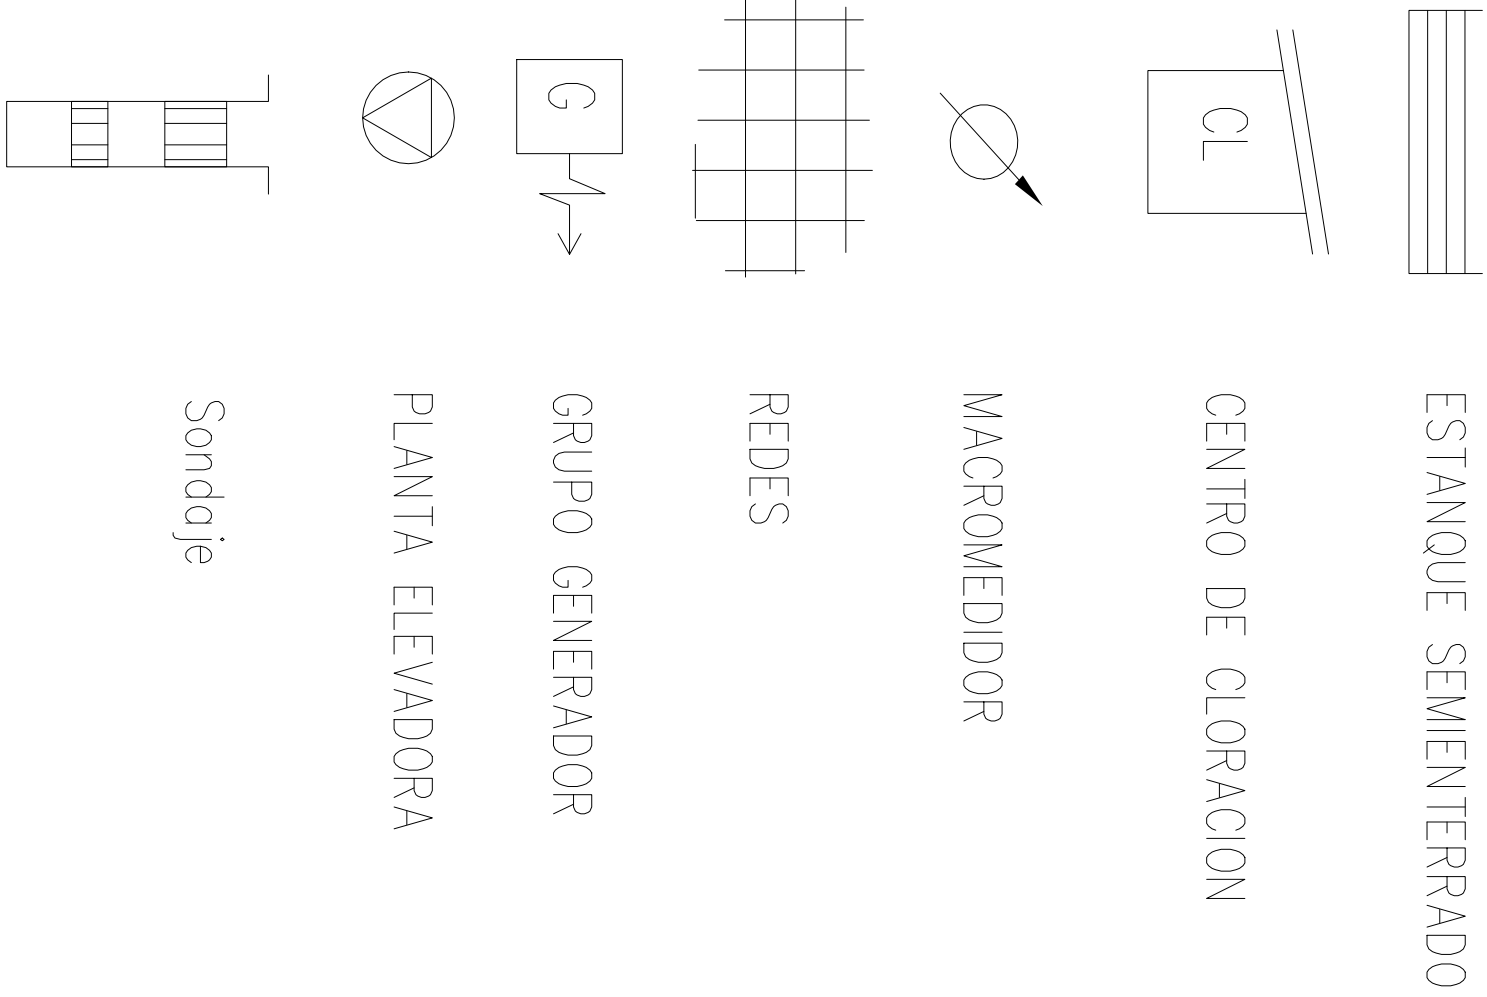 ESTANQUE SEMIENTERRADO
CL
CENTRO DE CLORACION
MACROMEDIDOR
REDES
G
GRUPO GENERADOR
PLANTA ELEVADORA
Sondaje